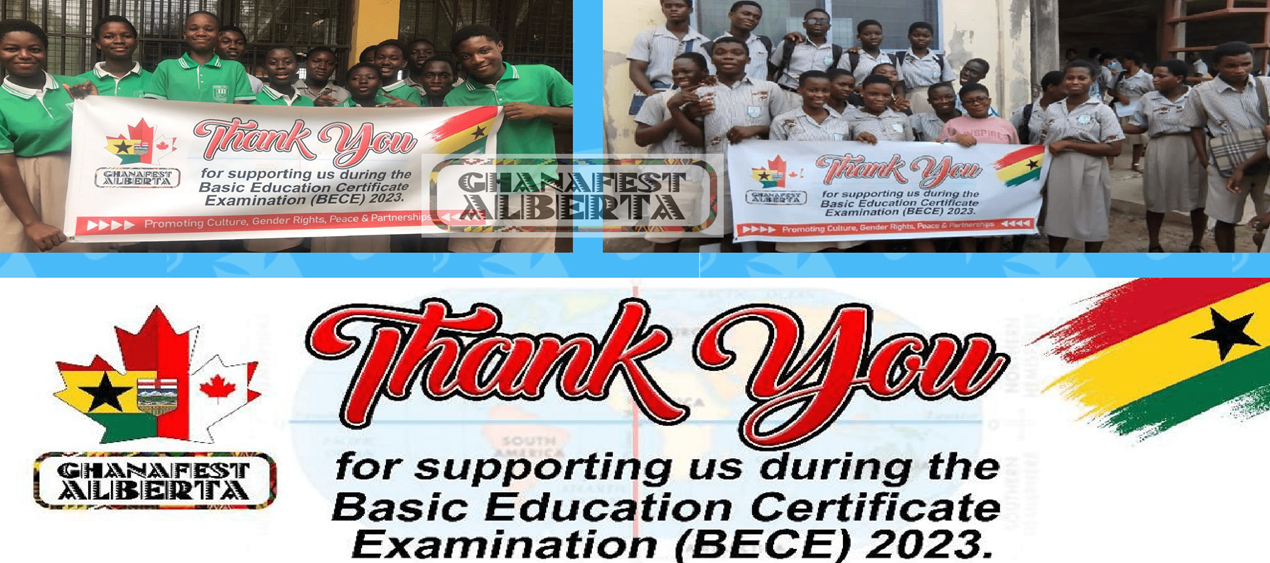 Thank You
for supporting us during the
Basic Education Certificate
Examination (BECE) 2023.
GHANAFEST
ALBERTA
Promoting Culture, Gender Rights, Peace & Partnerships
GHANAFEST
ALBERTA
Thank You
for supporting us during the
Basic Education Certificate
Examination (BECE) 2023.
GHANAFEST
ALBERTA
Promoting Culture, Gender Rights, Peace & Partnerships
Thank You
GHANAFEST
ALBERTA
SOUTH
AMERICA
for supporting us during the
Basic Education Certificate
Examination (BECE) 2023.